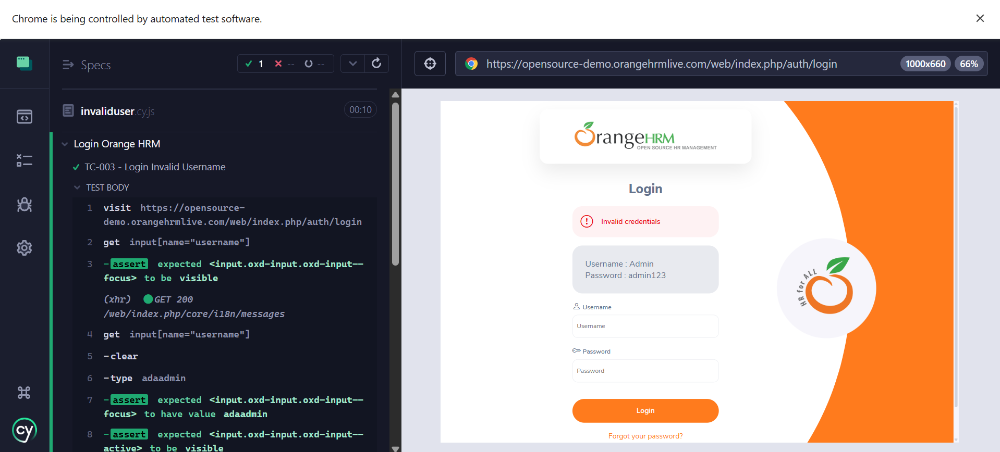 Chrome is being controlled by automated test software.
Specs
1 -- --
https://opensource-demo.orangehrmlive.com/web/index.php/auth/login 1000x660 66%
invaliduser.cy.js 00:10
Login Orange HRM
TC-003 - Login Invalid Username
TEST BODY
1 visit https://opensource-
demo.orangehrmlive.com/web/index.php/auth/login
2 get input[name="username"]
3 -assert expected <input.oxd-input.oxd-input--
focus> to be visible
(xhr) GET 200
/web/index.php/core/i18n/messages
4 get input[name="username"]
5 -clear
6 -type adaadmin
7 -assert expected <input.oxd-input.oxd-input--
focus> to have value adaadmin
8 -assert expected <input.oxd-input.oxd-input--
active> to be visible
cy
OrangeHRM
OPEN SOURCE HR MANAGEMENT
Login
Invalid credentials
Username : Admin
Password : admin123
Username
Username
Password
Password
Login
Forgot your password?
HR for ALL